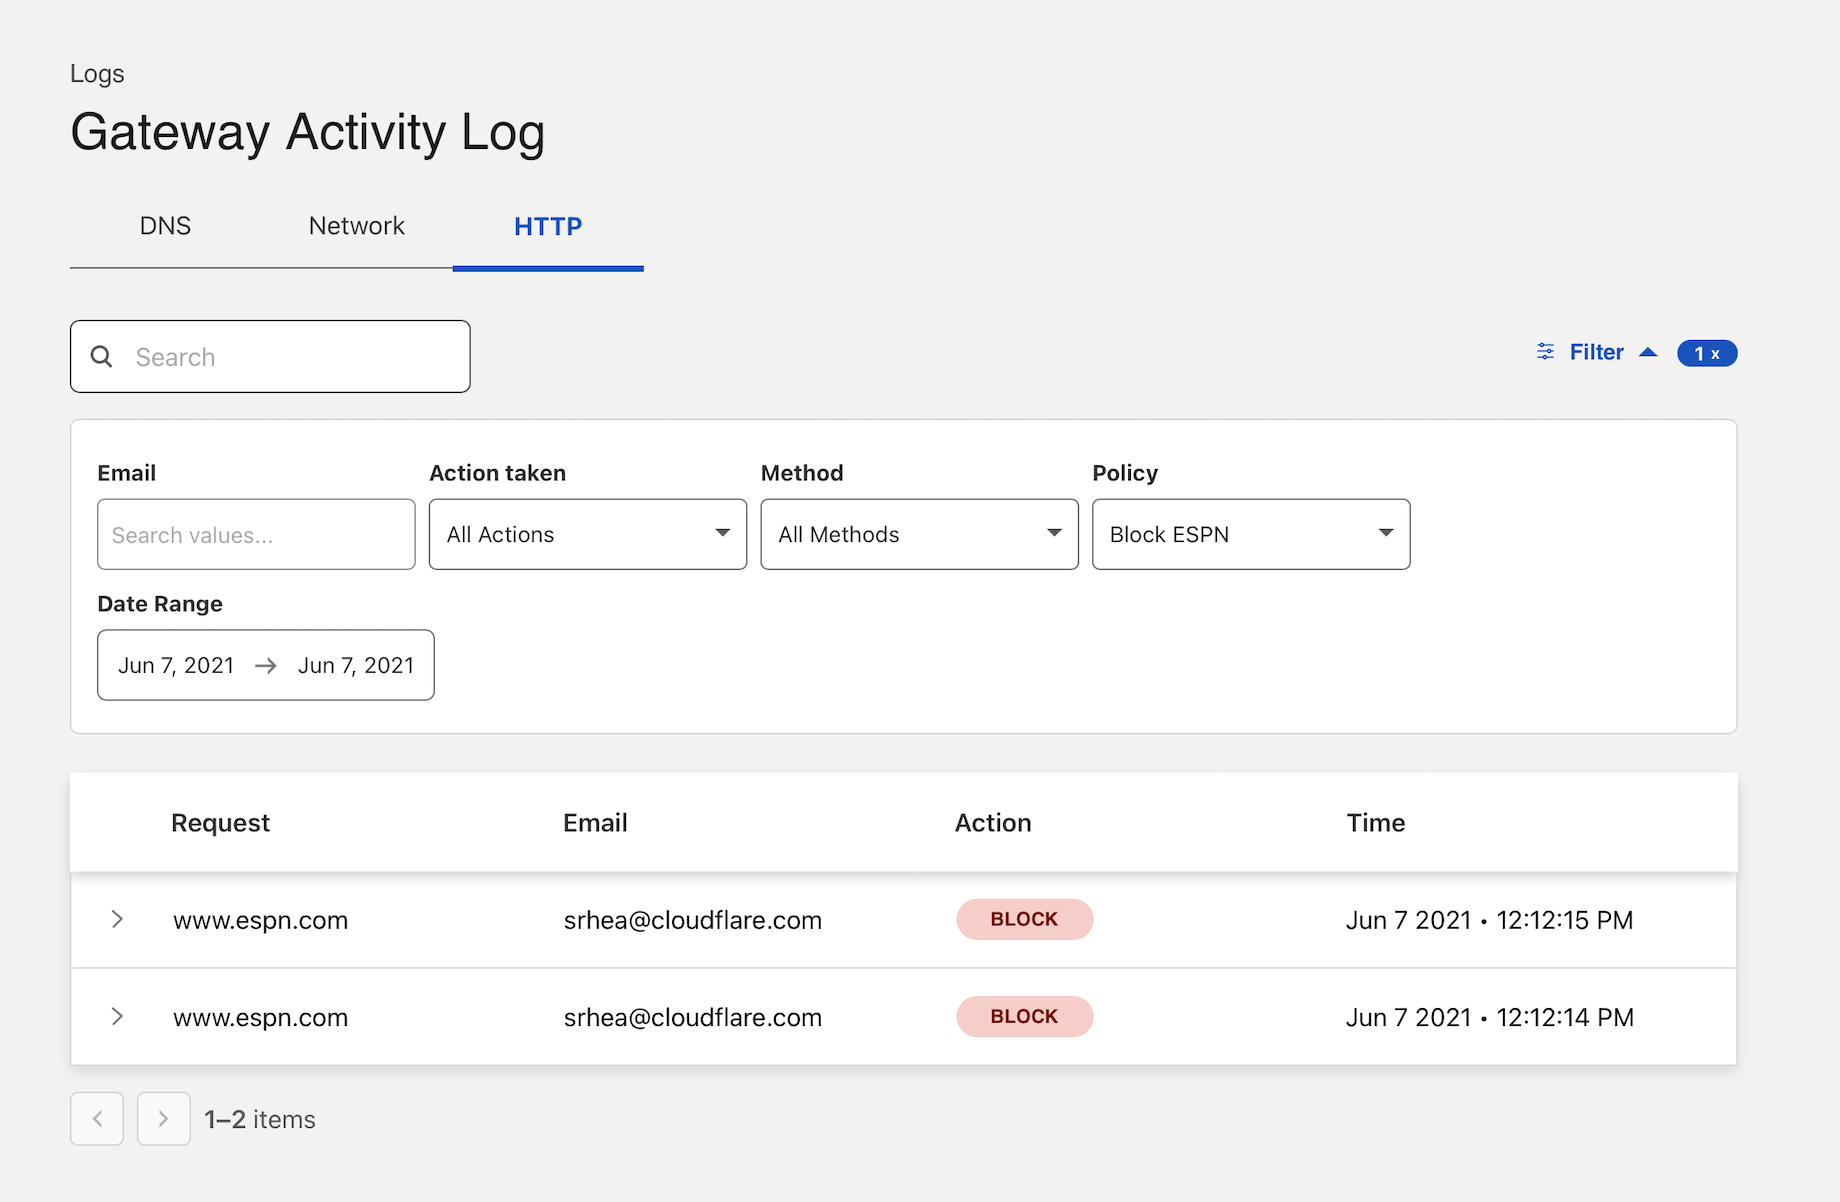 Logs
Gateway Activity Log
DNS Network HTTP
Search
Filter 1 x
Email Action taken Method Policy
Search values... All Actions All Methods Block ESPN
Date Range
Jun 7, 2021 → Jun 7, 2021
Request Email Action Time
www.espn.com srhea@cloudflare.com BLOCK Jun 7 2021 • 12:12:15 PM
www.espn.com srhea@cloudflare.com BLOCK Jun 7 2021 • 12:12:14 PM
1–2 items